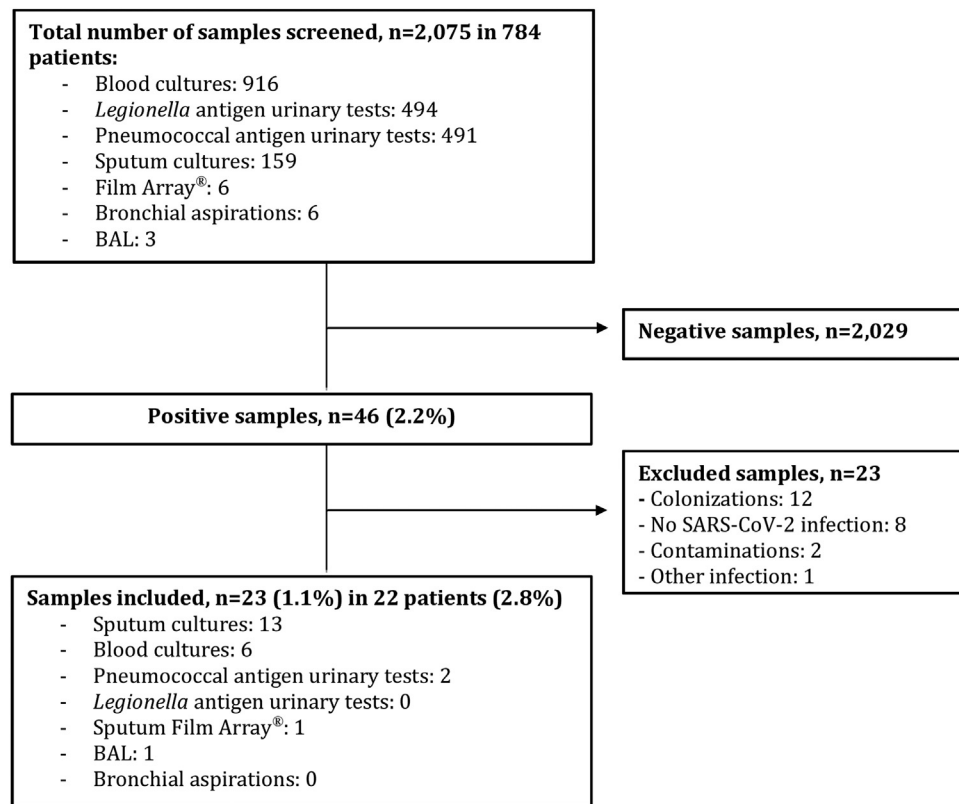 Total number of samples screened, n=2,075 in 784
patients:
- Blood cultures: 916
- Legionella antigen urinary tests: 494
- Pneumococcal antigen urinary tests: 491
- Sputum cultures: 159
- Film Array®: 6
- Bronchial aspirations: 6
- BAL: 3
Negative samples, n=2,029
Positive samples, n=46 (2.2%)
Excluded samples, n=23
- Colonizations: 12
- No SARS-CoV-2 infection: 8
- Contaminations: 2
- Other infection: 1
Samples included, n=23 (1.1%) in 22 patients (2.8%)
- Sputum cultures: 13
- Blood cultures: 6
- Pneumococcal antigen urinary tests: 2
- Legionella antigen urinary tests: 0
- Sputum Film Array®: 1
- BAL: 1
- Bronchial aspirations: 0